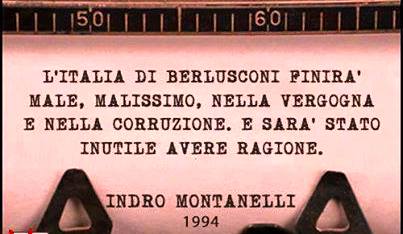 50 60
L'ITALIA DI BERLUSCONI FINIRA'
MALE, MALISSIMO, NELLA VERGOGNA
E NELLA CORRUZIONE. E SARA' STATO
INUTILE AVERE RAGIONE.
INDRO MONTANELLI
1994